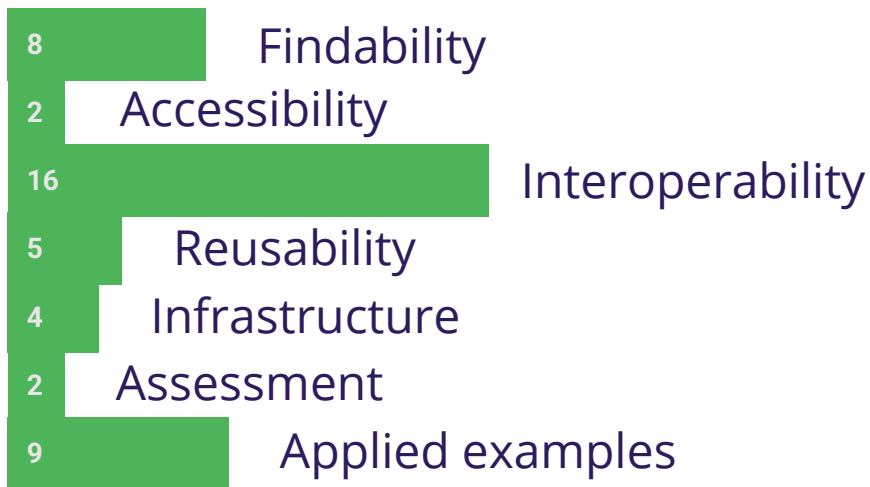 8 Findability
2 Accessibility
16 Interoperability
5 Reusability
4 Infrastructure
2 Assessment
9 Applied examples